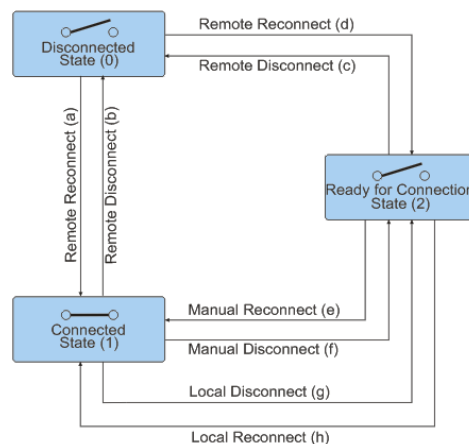 Remote Reconnect (d)
Disconnected
State (0)
Remote Disconnect (c)
Remote Reconnect (a)
Remote Disconnect (b)
Ready for Connection
State (2)
Manual Reconnect (e)
Connected
State (1)
Manual Disconnect (f)
Local Disconnect (g)
Local Reconnect (h)